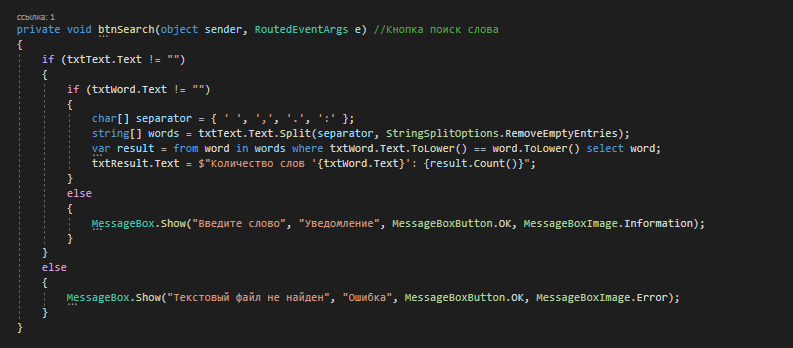 ссылка: 1
private void btnSearch(object sender, RoutedEventArgs e) //Кнопка поиск слова
{
if (txtText.Text != "")
{
if (txtWord.Text != "")
{
char[] separator = { ' ', ',', '.', ':' };
string[] words = txtText.Text.Split(separator, StringSplitOptions.RemoveEmptyEntries);
var result = from word in words where txtWord.Text.ToLower() == word.ToLower() select word;
txtResult.Text = $"Количество слов '{txtWord.Text}': {result.Count()}";
}
else
{
MessageBox.Show("Введите слово", "Уведомление", MessageBoxButton.OK, MessageBoxImage.Information);
}
}
else
{
MessageBox.Show("Текстовый файл не найден", "Ошибка", MessageBoxButton.OK, MessageBoxImage.Error);
}
}